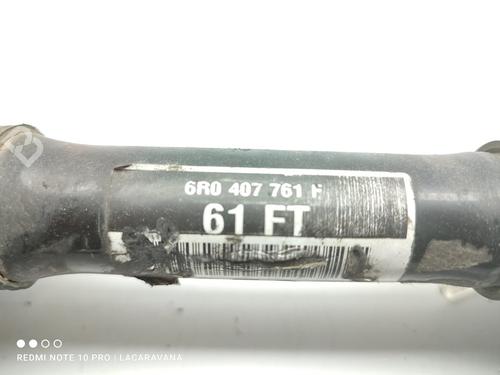 6R0 407 761
61 FT
REDMI NOTE 10 PRO | LACARAVANA